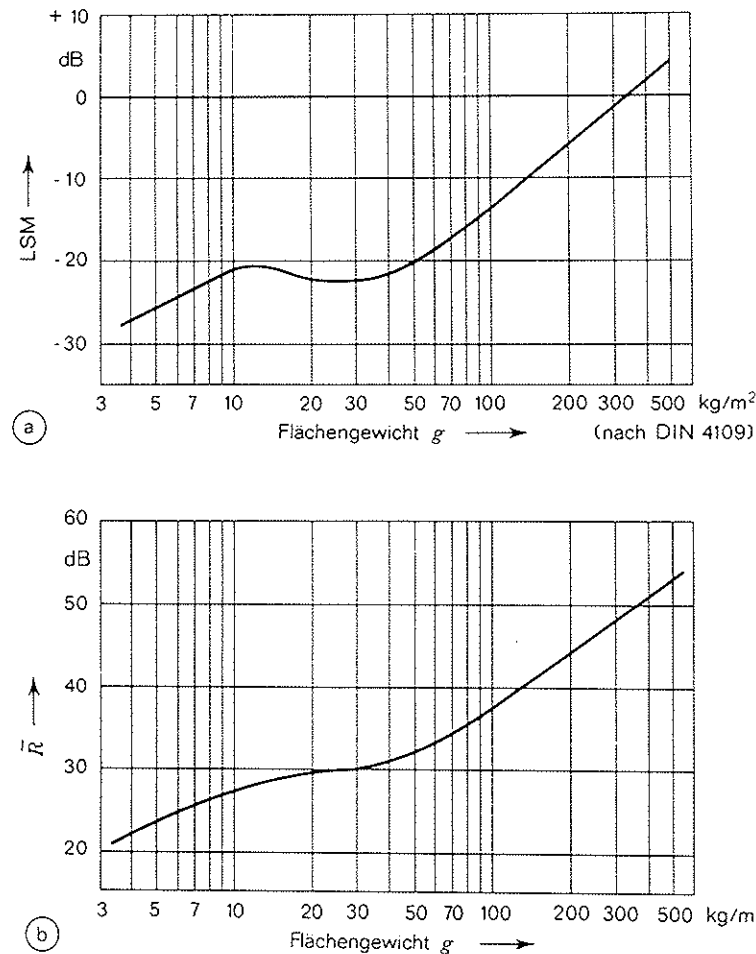 + 10
dB
0
- 10
- 20
- 30
LSM
3 5 7 10 20 30 50 70 100 200 300 500 kg/m²
a Flächengewicht g (nach DIN 4109)
60
dB
50
40
30
20
R̄
3 5 7 10 20 30 50 70 100 200 300 500 kg/m
b Flächengewicht g